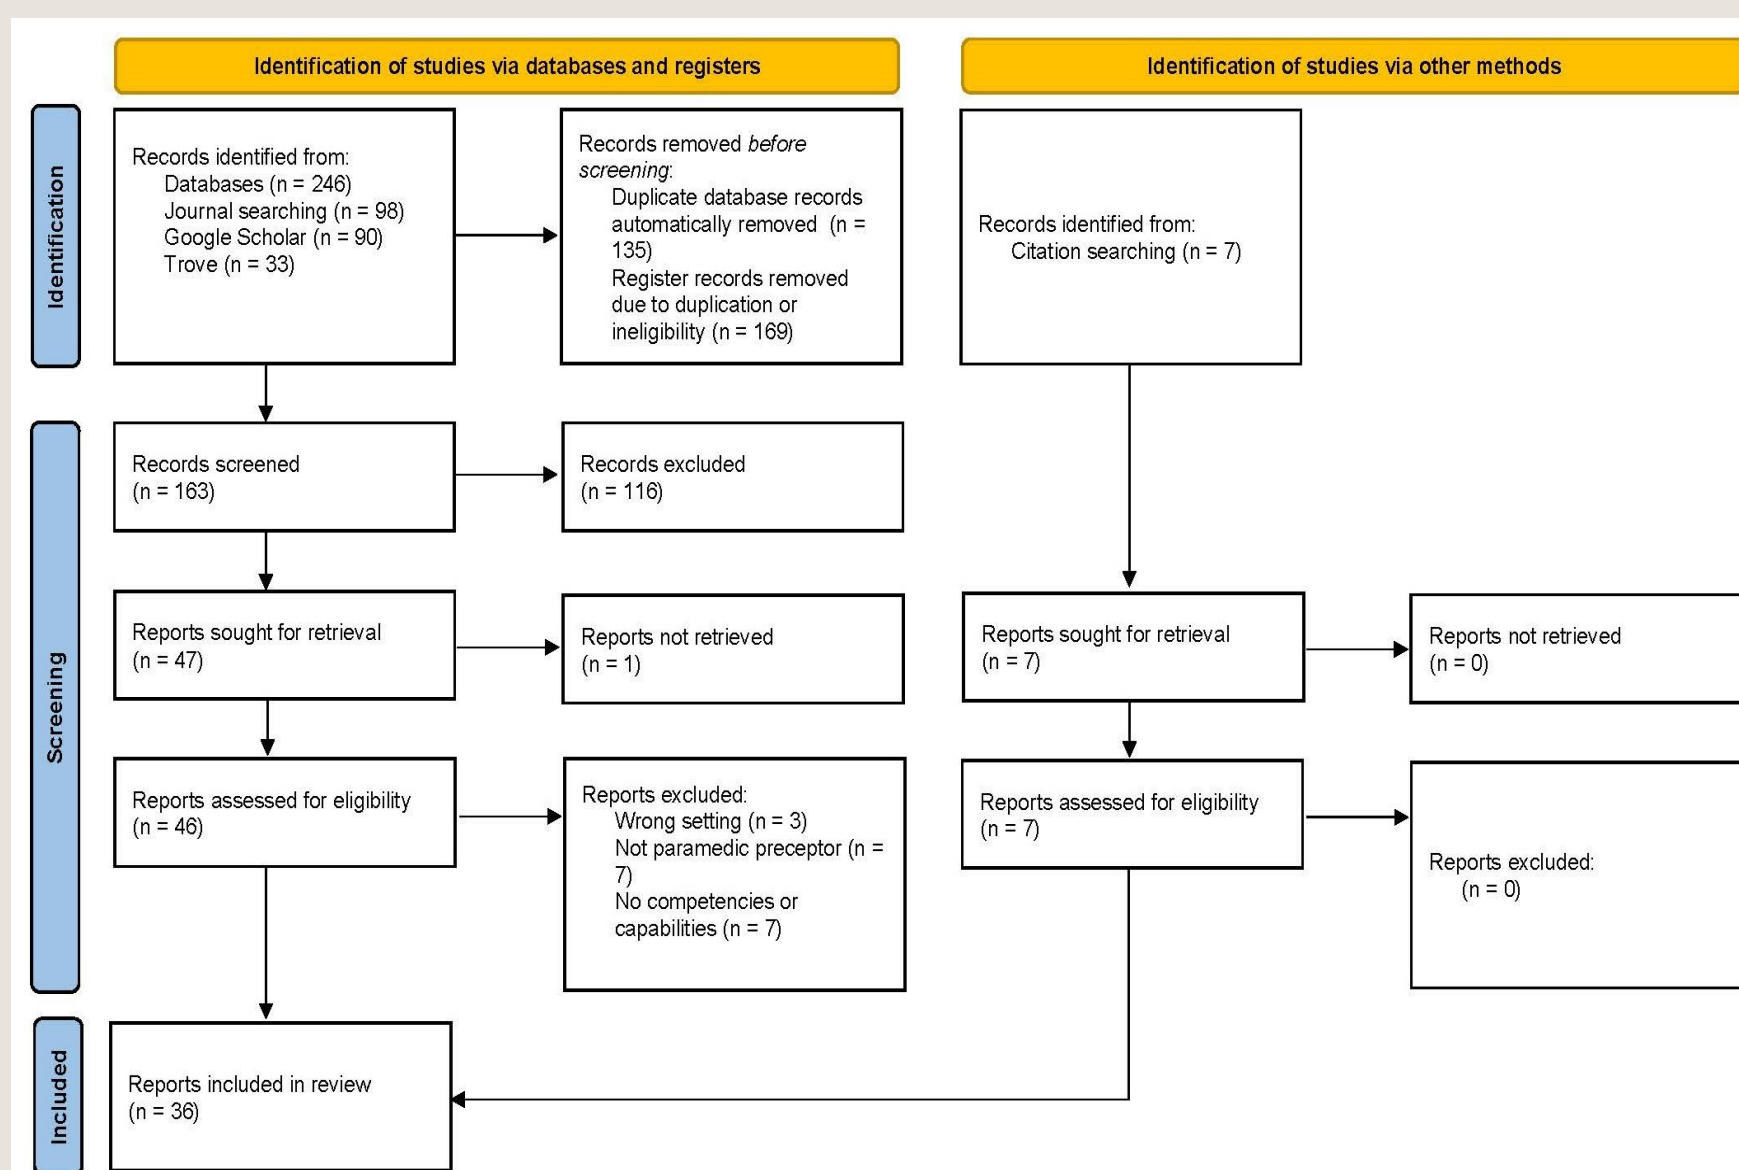 Identification of studies via databases and registers
Identification of studies via other methods
Identification
Records identified from:
Databases (n = 246)
Journal searching (n = 98)
Google Scholar (n = 90)
Trove (n = 33)
Records removed before
screening:
Duplicate database records
automatically removed (n =
135)
Register records removed
due to duplication or
ineligibility (n = 169)
Records identified from:
Citation searching (n = 7)
Screening
Records screened
(n = 163)
Records excluded
(n = 116)
Reports sought for retrieval
(n = 47)
Reports not retrieved
(n = 1)
Reports sought for retrieval
(n = 7)
Reports not retrieved
(n = 0)
Reports assessed for eligibility
(n = 46)
Reports excluded:
Wrong setting (n = 3)
Not paramedic preceptor (n =
7)
No competencies or
capabilities (n = 7)
Reports assessed for eligibility
(n = 7)
Reports excluded:
(n = 0)
Included
Reports included in review
(n = 36)